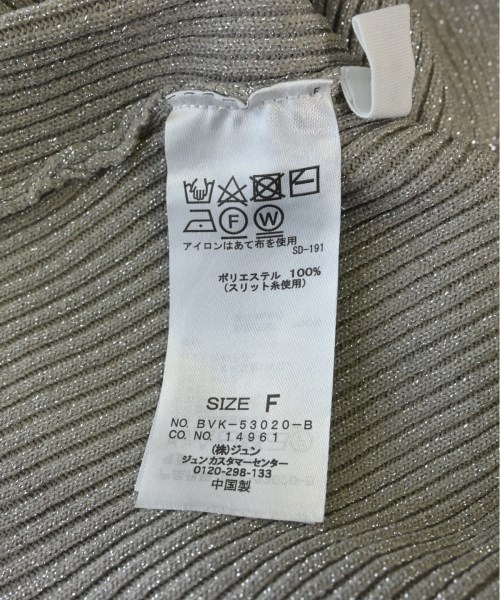 F
F W
アイロンはあて布を使用
SD-191
ポリエステル 100%
(スリット糸使用)
SIZE F
NO. BVK-53020-B
CO. NO. 14961
(株)ジュン
ジュンカスタマーセンター
0120-298-133
中国製